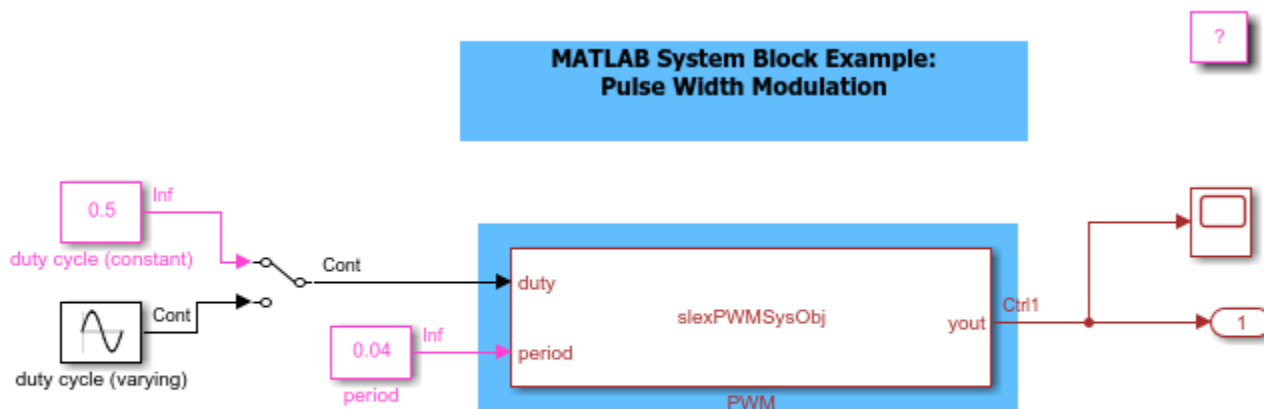 ?
MATLAB System Block Example:
Pulse Width Modulation
0.5
Inf
duty cycle (constant)
Cont
Cont
duty cycle (varying)
0.04
Inf
period
duty
period
slexPWMSysObj
yout
Ctrl1
1
PWM